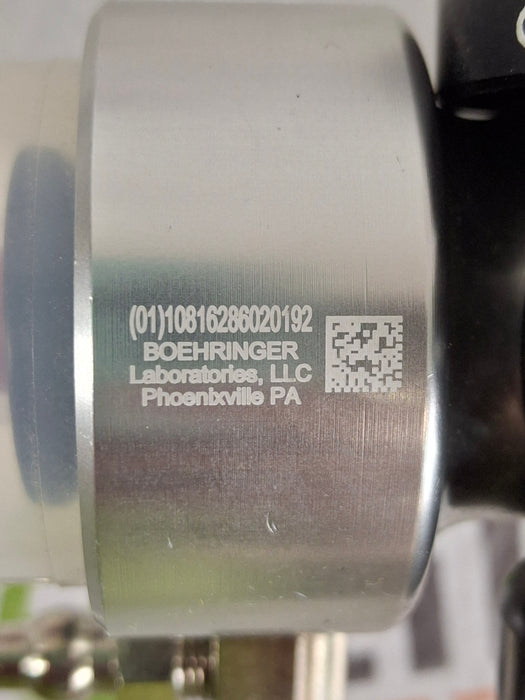 (01)10816286020192
BOEHRINGER
Laboratories, LLC
Phoenixville PA